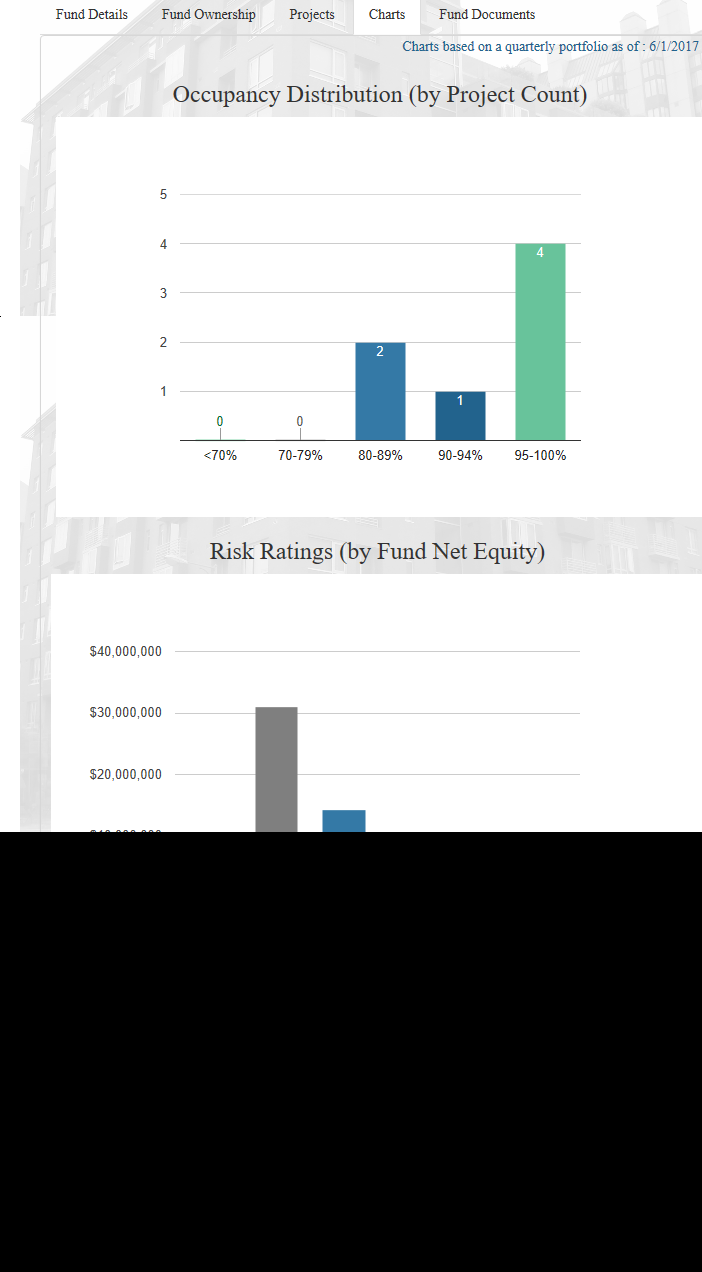 Fund Details Fund Ownership Projects Charts Fund Documents
Charts based on a quarterly portfolio as of : 6/1/2017
Occupancy Distribution (by Project Count)
5
4
4
3
2
2
1
1
0 0
<70% 70-79% 80-89% 90-94% 95-100%
Risk Ratings (by Fund Net Equity)
$40,000,000
$30,000,000
$20,000,000